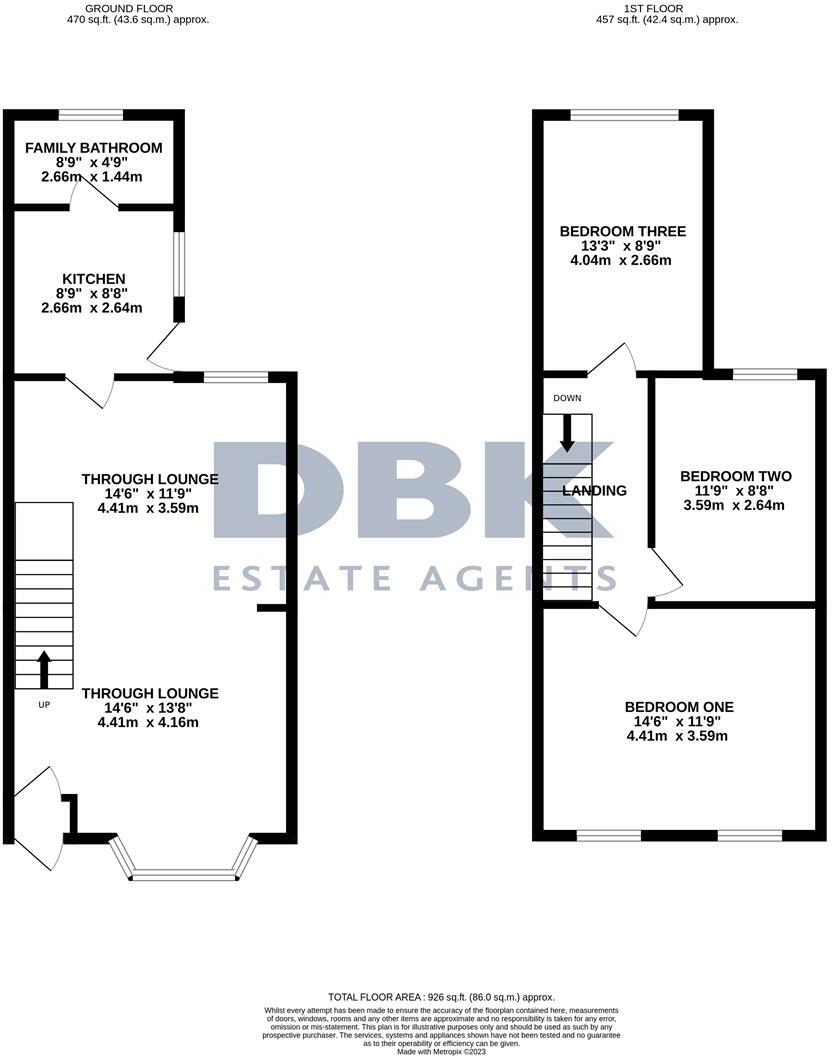 GROUND FLOOR
470 sq.ft. (43.6 sq.m.) approx.
1ST FLOOR
457 sq.ft. (42.4 sq.m.) approx.
FAMILY BATHROOM
8'9" x 4'9"
2.66m x 1.44m
KITCHEN
8'9" x 8'8"
2.66m x 2.64m
THROUGH LOUNGE
14'6" x 11'9"
4.41m x 3.59m
UP
THROUGH LOUNGE
14'6" x 13'8"
4.41m x 4.16m
BEDROOM THREE
13'3" x 8'9"
4.04m x 2.66m
DOWN
LANDING
BEDROOM TWO
11'9" x 8'8"
3.59m x 2.64m
BEDROOM ONE
14'6" x 11'9"
4.41m x 3.59m
DBK
ESTATE AGENTS
TOTAL FLOOR AREA : 926 sq.ft. (86.0 sq.m.) approx.
Whilst every attempt has been made to ensure the accuracy of the floorplan contained here, measurements
of doors, windows, rooms and any other items are approximate and no responsibility is taken for any error,
omission or mis-statement. This plan is for illustrative purposes only and should be used as such by any
prospective purchaser. The services, systems and appliances shown have not been tested and no guarantee
as to their operability or efficiency can be given.
Made with Metropix ©2023